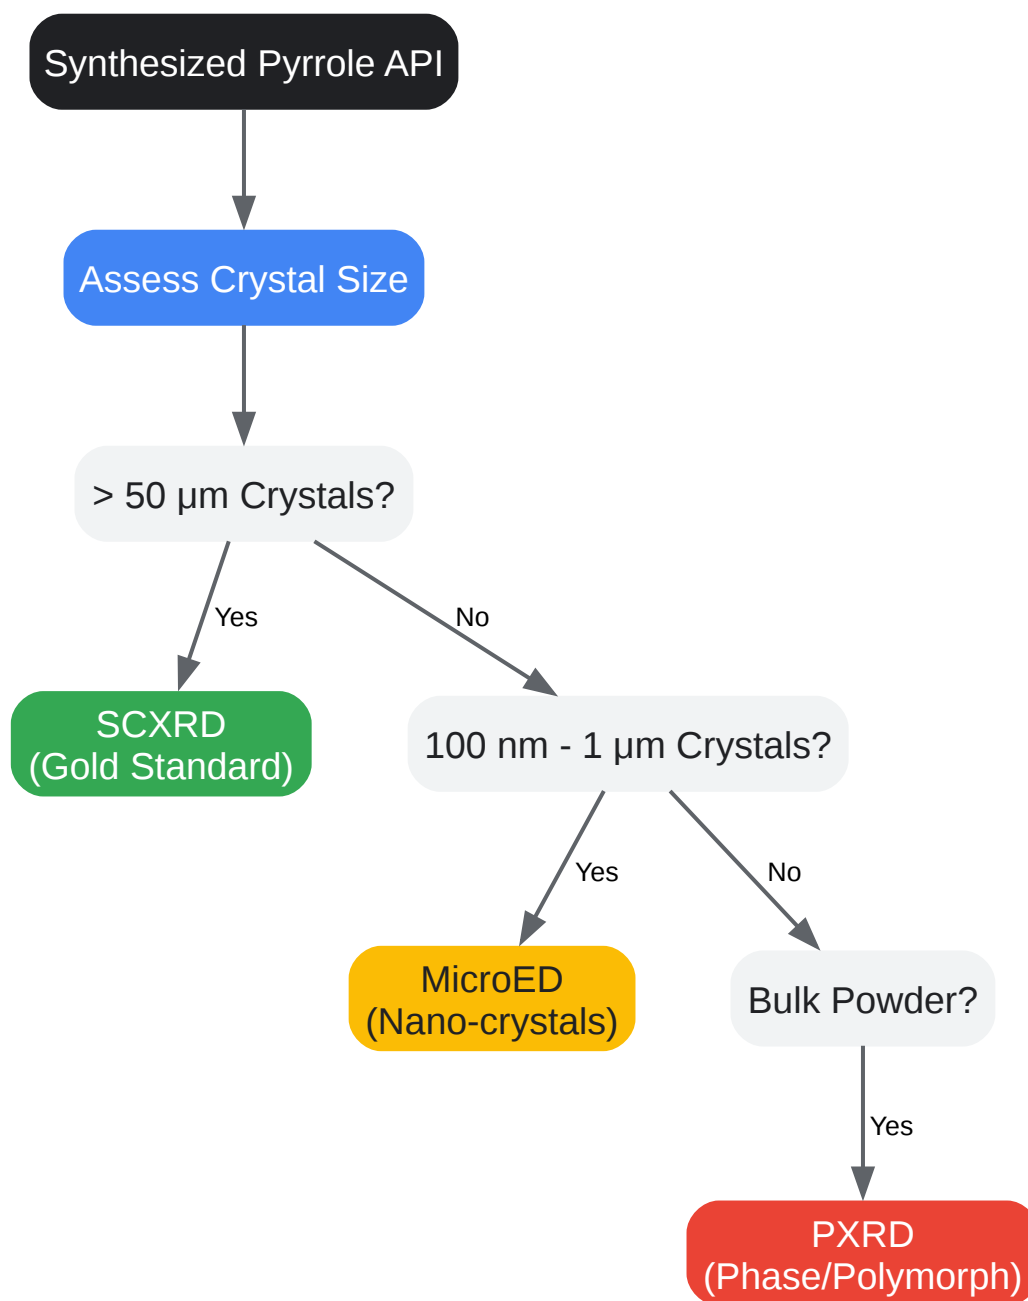 Synthesized Pyrrole API
Assess Crystal Size
> 50 μm Crystals?
Yes
No
SCXRD
(Gold Standard)
100 nm - 1 μm Crystals?
Yes
No
MicroED
(Nano-crystals)
Bulk Powder?
Yes
PXRD
(Phase/Polymorph)